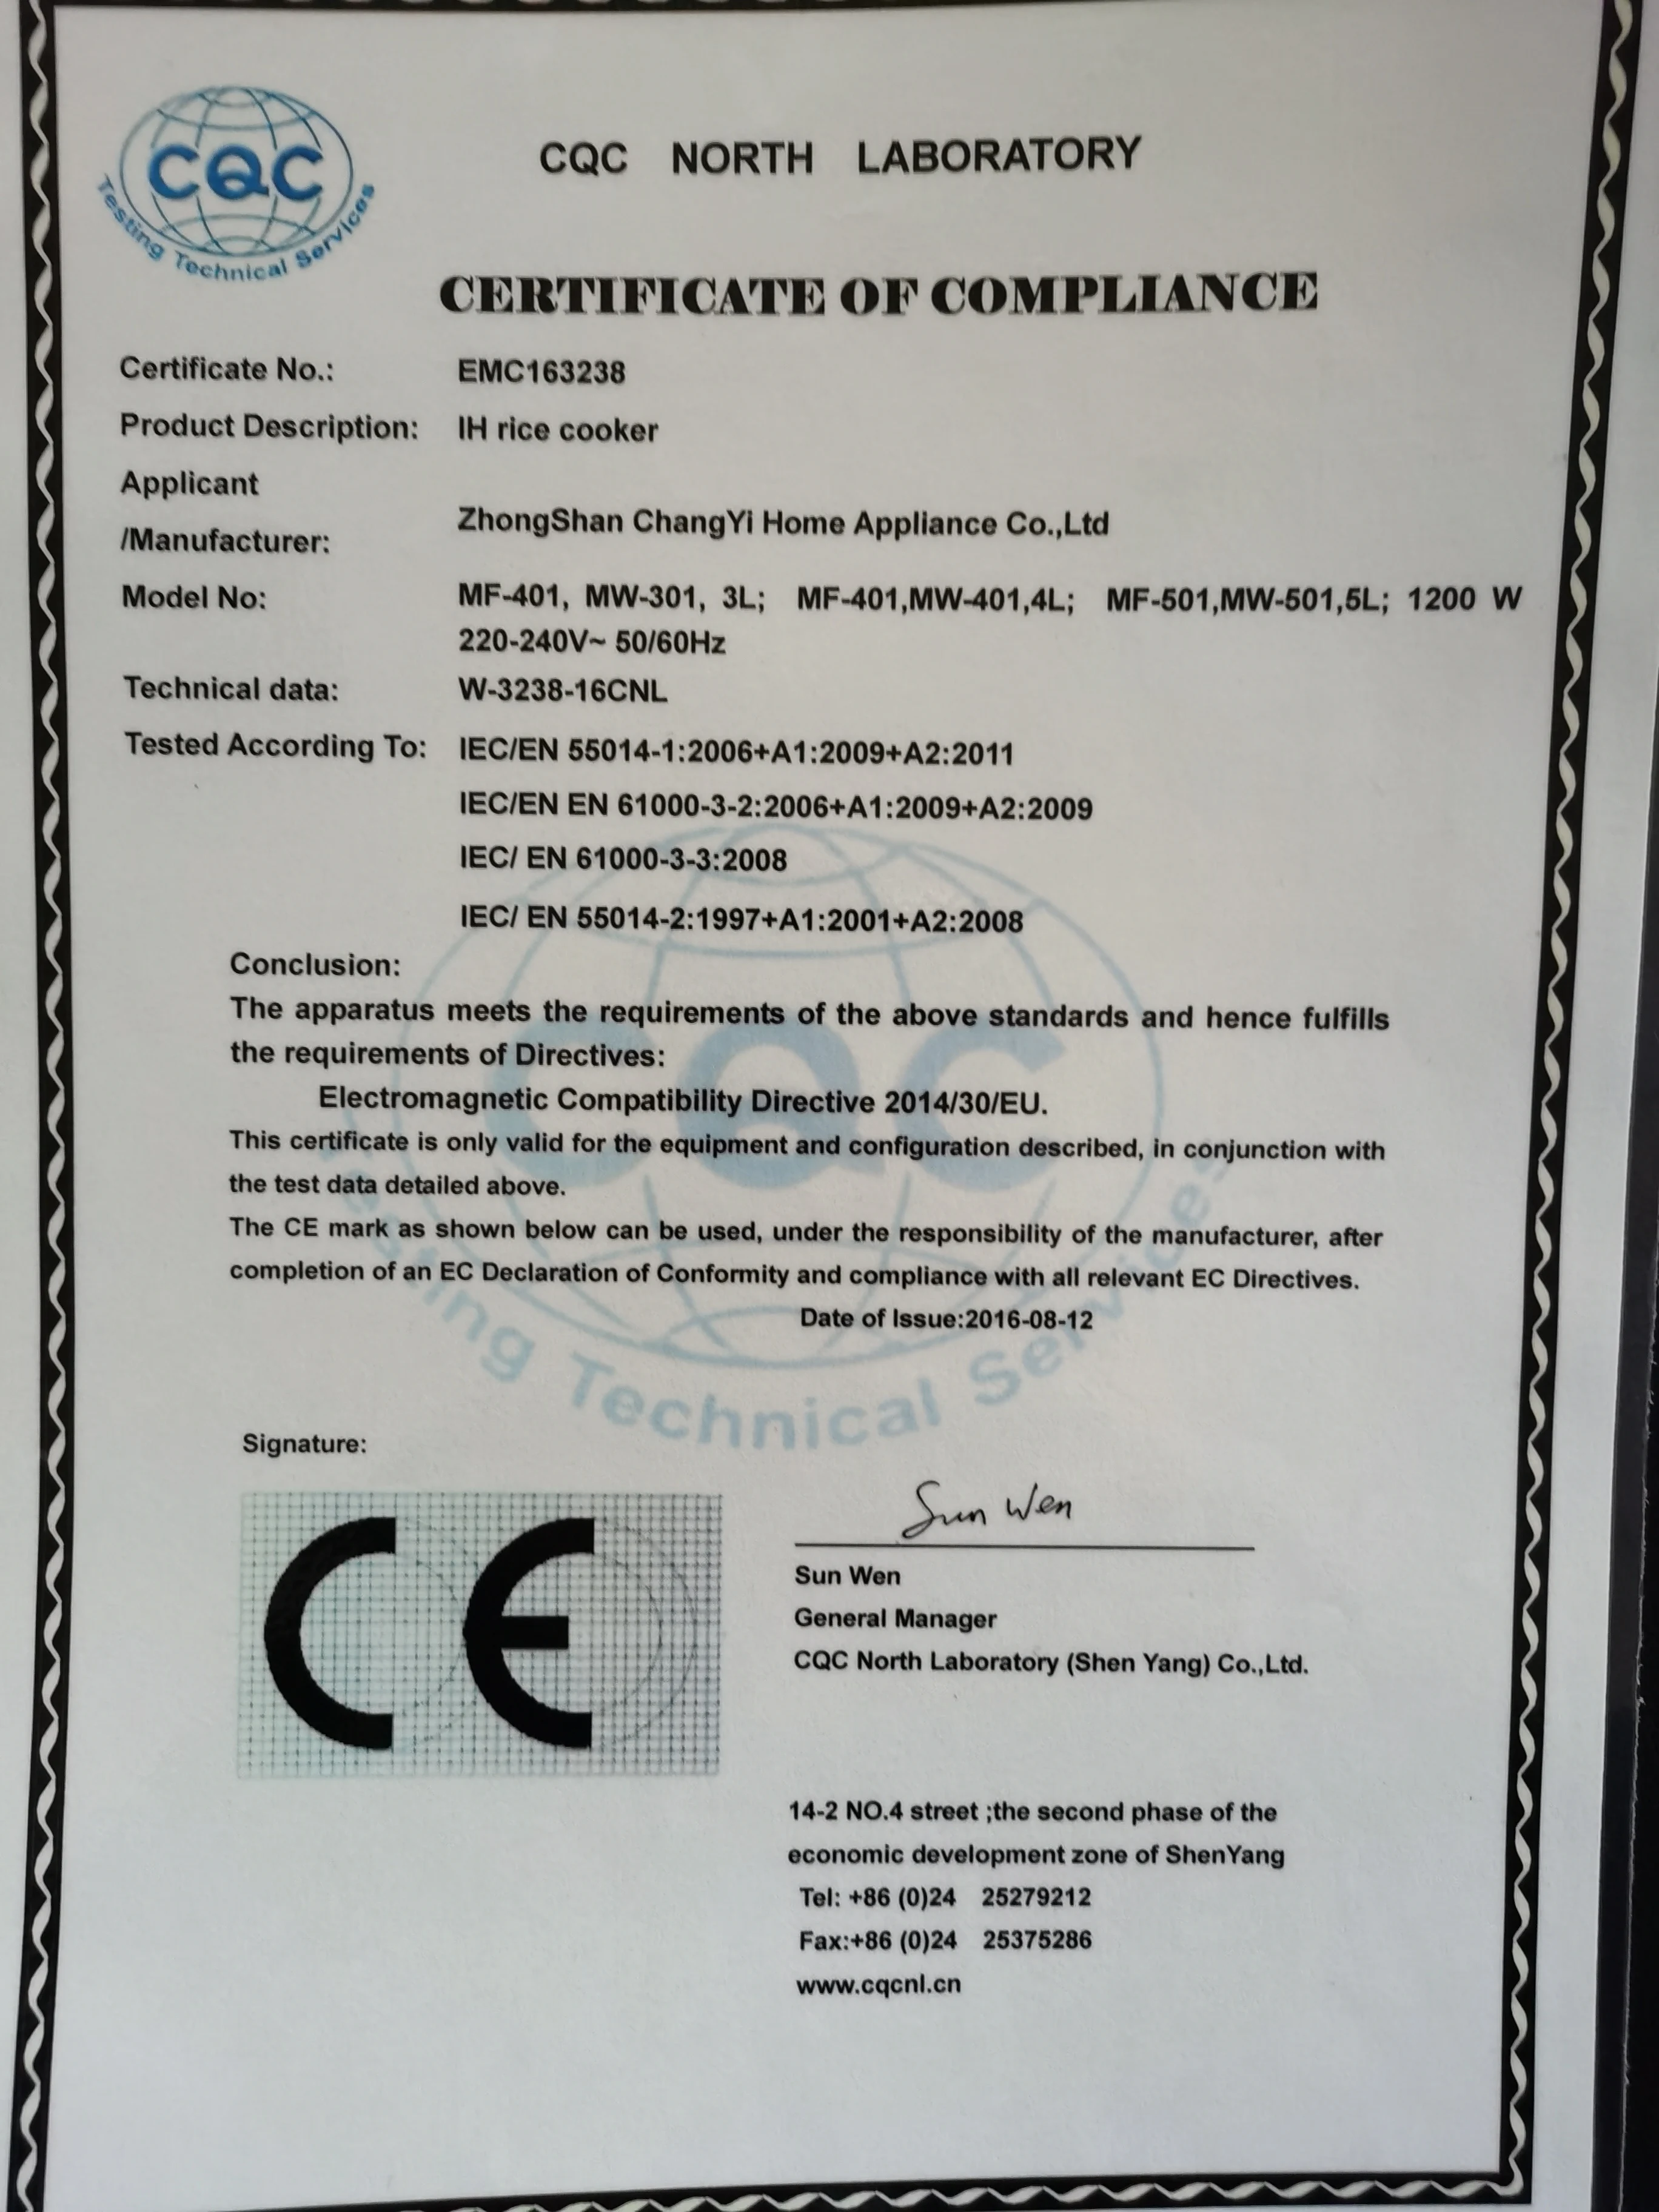 CQC
Testing Technical Services
CQC NORTH LABORATORY
CERTIFICATE OF COMPLIANCE
Certificate No.: EMC163238
Product Description: IH rice cooker
Applicant
/Manufacturer: ZhongShan ChangYi Home Appliance Co.,Ltd
Model No: MF-401, MW-301, 3L; MF-401,MW-401,4L; MF-501,MW-501,5L; 1200 W
220-240V~ 50/60Hz
Technical data: W-3238-16CNL
Tested According To: IEC/EN 55014-1:2006+A1:2009+A2:2011
IEC/EN EN 61000-3-2:2006+A1:2009+A2:2009
IEC/ EN 61000-3-3:2008
IEC/ EN 55014-2:1997+A1:2001+A2:2008
Conclusion:
The apparatus meets the requirements of the above standards and hence fulfills
the requirements of Directives:
Electromagnetic Compatibility Directive 2014/30/EU.
This certificate is only valid for the equipment and configuration described, in conjunction with
the test data detailed above.
The CE mark as shown below can be used, under the responsibility of the manufacturer, after
completion of an EC Declaration of Conformity and compliance with all relevant EC Directives.
Date of Issue:2016-08-12
CQC
Testing Technical Services
Signature:
CE
Sun Wen
Sun Wen
General Manager
CQC North Laboratory (Shen Yang) Co.,Ltd.
14-2 NO.4 street ;the second phase of the
economic development zone of ShenYang
Tel: +86 (0)24 25279212
Fax:+86 (0)24 25375286
www.cqcnl.cn